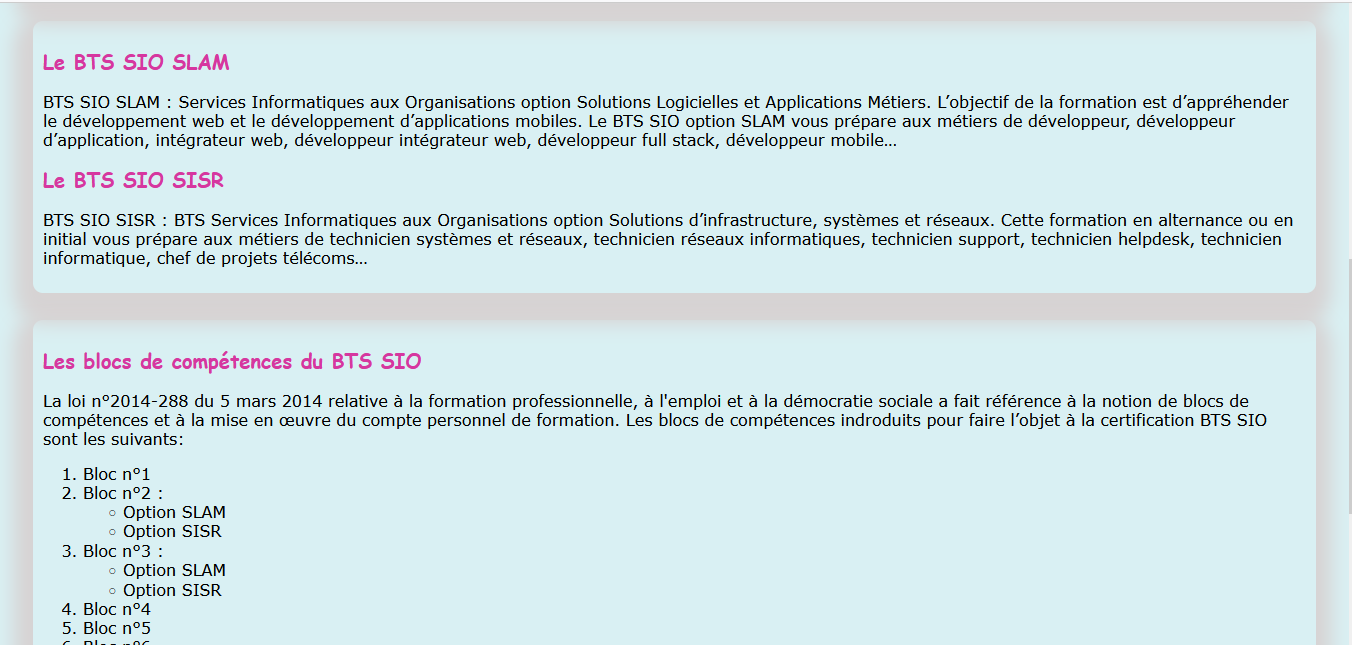 Le BTS SIO SLAM
BTS SIO SLAM : Services Informatiques aux Organisations option Solutions Logicielles et Applications Métiers. L’objectif de la formation est d’appréhender
le développement web et le développement d’applications mobiles. Le BTS SIO option SLAM vous prépare aux métiers de développeur, développeur
d’application, intégrateur web, développeur intégrateur web, développeur full stack, développeur mobile…
Le BTS SIO SISR
BTS SIO SISR : BTS Services Informatiques aux Organisations option Solutions d’infrastructure, systèmes et réseaux. Cette formation en alternance ou en
initial vous prépare aux métiers de technicien systèmes et réseaux, technicien réseaux informatiques, technicien support, technicien helpdesk, technicien
informatique, chef de projets télécoms…
Les blocs de compétences du BTS SIO
La loi n°2014-288 du 5 mars 2014 relative à la formation professionnelle, à l'emploi et à la démocratie sociale a fait référence à la notion de blocs de
compétences et à la mise en œuvre du compte personnel de formation. Les blocs de compétences indroduits pour faire l’objet à la certification BTS SIO
sont les suivants:
1. Bloc n°1
2. Bloc n°2 :
◦ Option SLAM
◦ Option SISR
3. Bloc n°3 :
◦ Option SLAM
◦ Option SISR
4. Bloc n°4
5. Bloc n°5